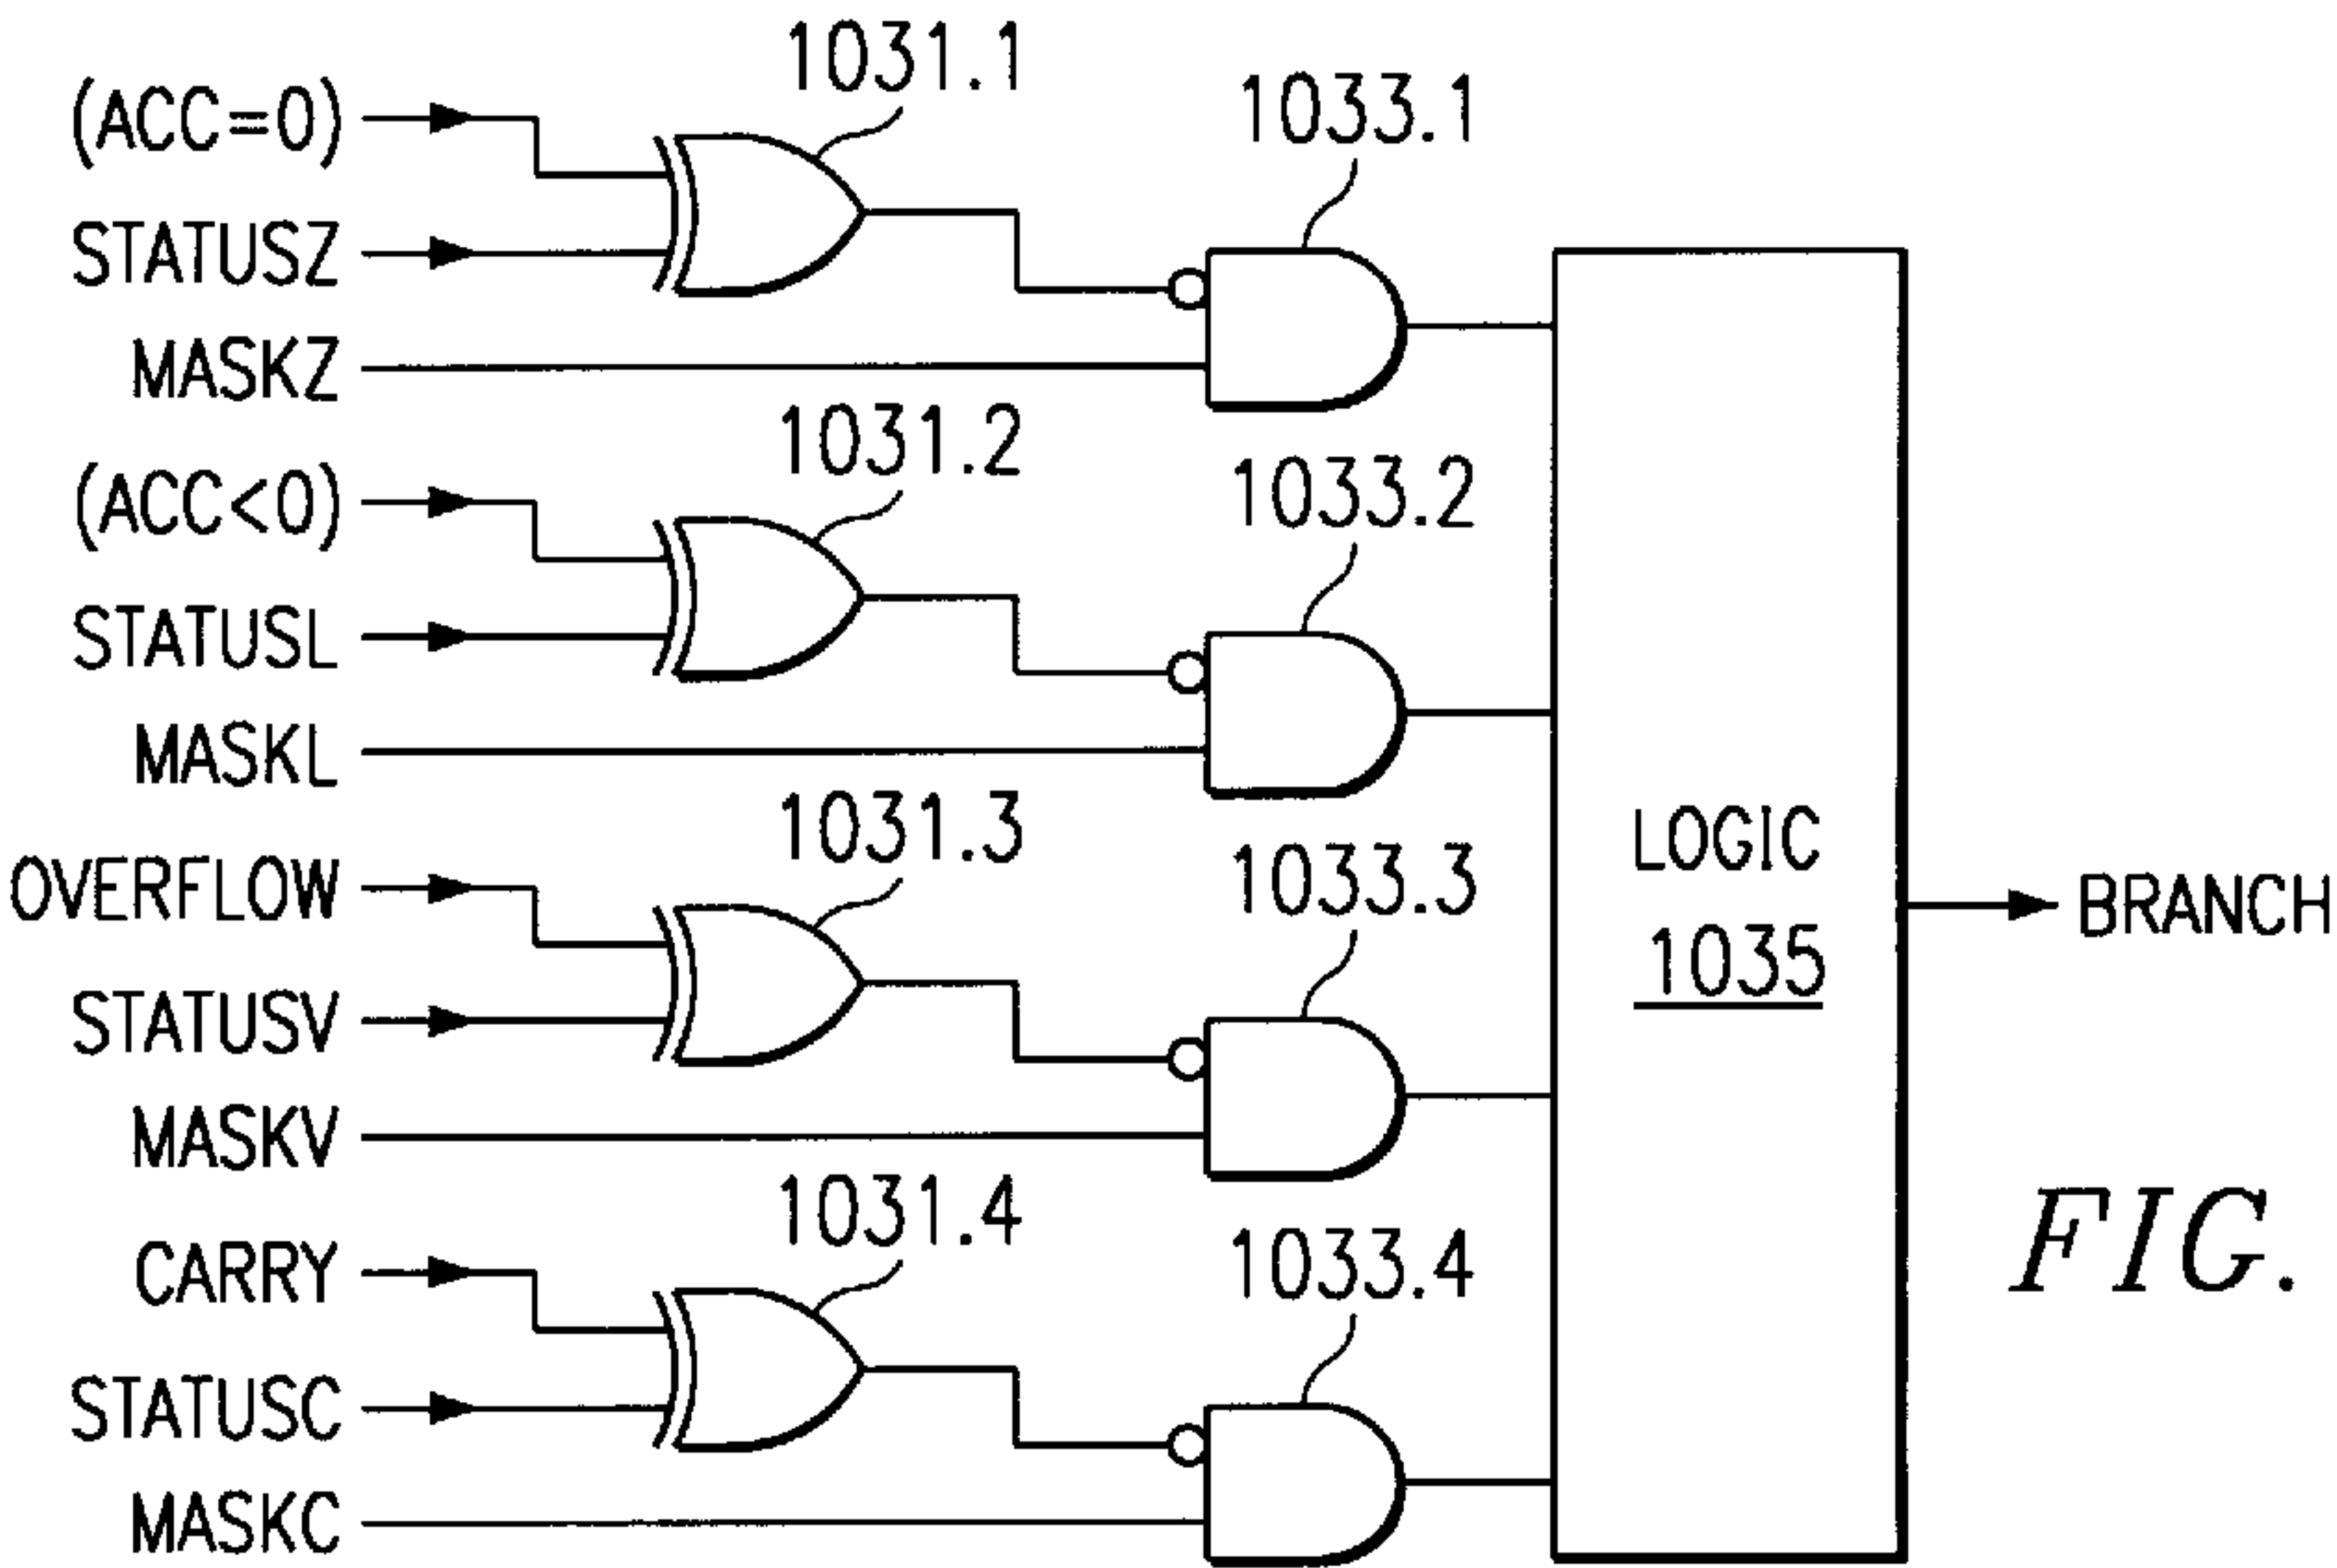 1031.1
(ACC=0)
1033.1
STATUSZ
MASKZ
1031.2
(ACC<0)
1033.2
STATUSL
MASKL
1031.3
OVERFLOW
1033.3
LOGIC
1035
BRANCH
STATUSV
MASKV
1031.4
CARRY
1033.4
FIG.
STATUSC
MASKC